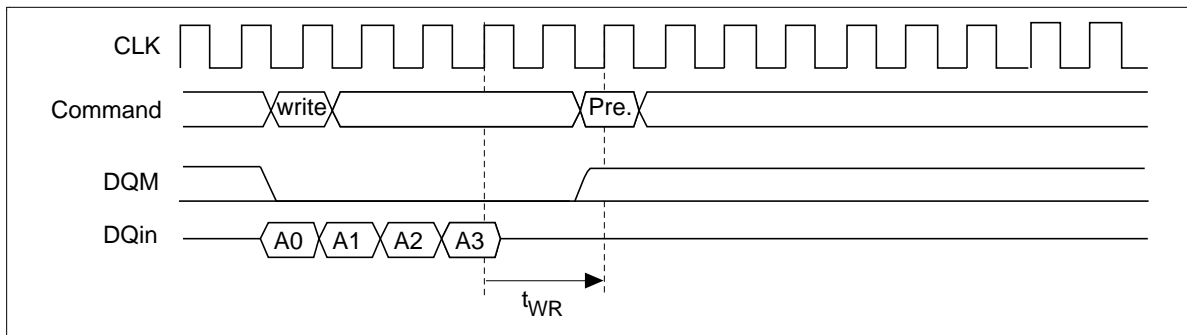 CLK
Command write Pre.
DQM
DQin A0 A1 A2 A3
tWR